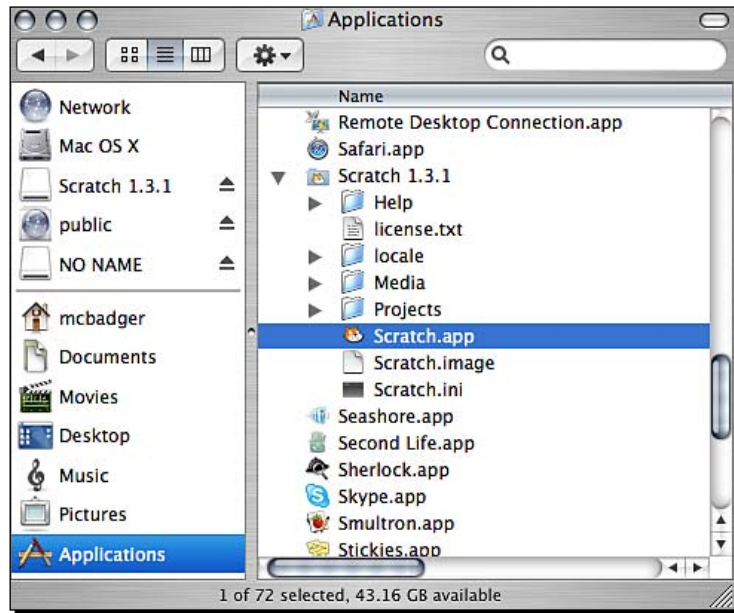 Applications
Name
Network
Mac OS X
Scratch 1.3.1
public
NO NAME
mcbadger
Documents
Movies
Desktop
Music
Pictures
Applications
Remote Desktop Connection.app
Safari.app
Scratch 1.3.1
Help
license.txt
locale
Media
Projects
Scratch.app
Scratch.image
Scratch.ini
Seashore.app
Second Life.app
Sherlock.app
Skype.app
Smultron.app
Stickies.app
1 of 72 selected, 43.16 GB available